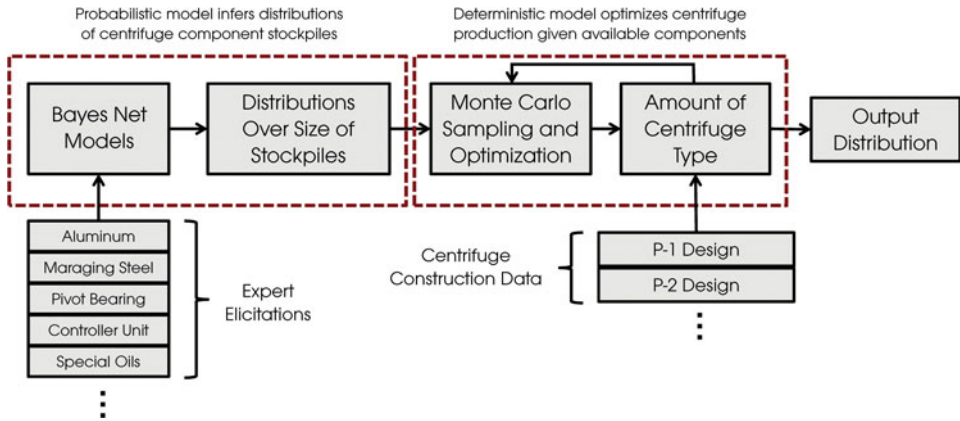 Probabilistic model infers distributions
of centrifuge component stockpiles
Deterministic model optimizes centrifuge
production given available components
Bayes Net
Models
Distributions
Over Size of
Stockpiles
Monte Carlo
Sampling and
Optimization
Amount of
Centrifuge
Type
Output
Distribution
Aluminum
Maraging Steel
Pivot Bearing
Controller Unit
Special Oils
Expert
Elicitations
Centrifuge
Construction Data
P-1 Design
P-2 Design